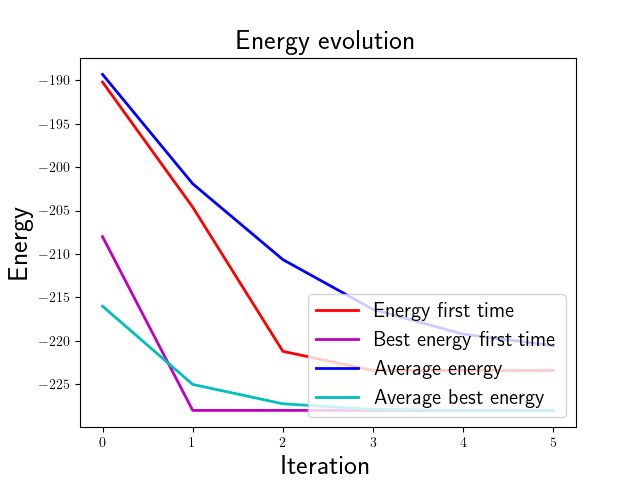 Energy evolution
Energy
−190
−195
−200
−205
−210
−215
−220
−225
Energy first time
Best energy first time
Average energy
Average best energy
0 1 2 3 4 5
Iteration